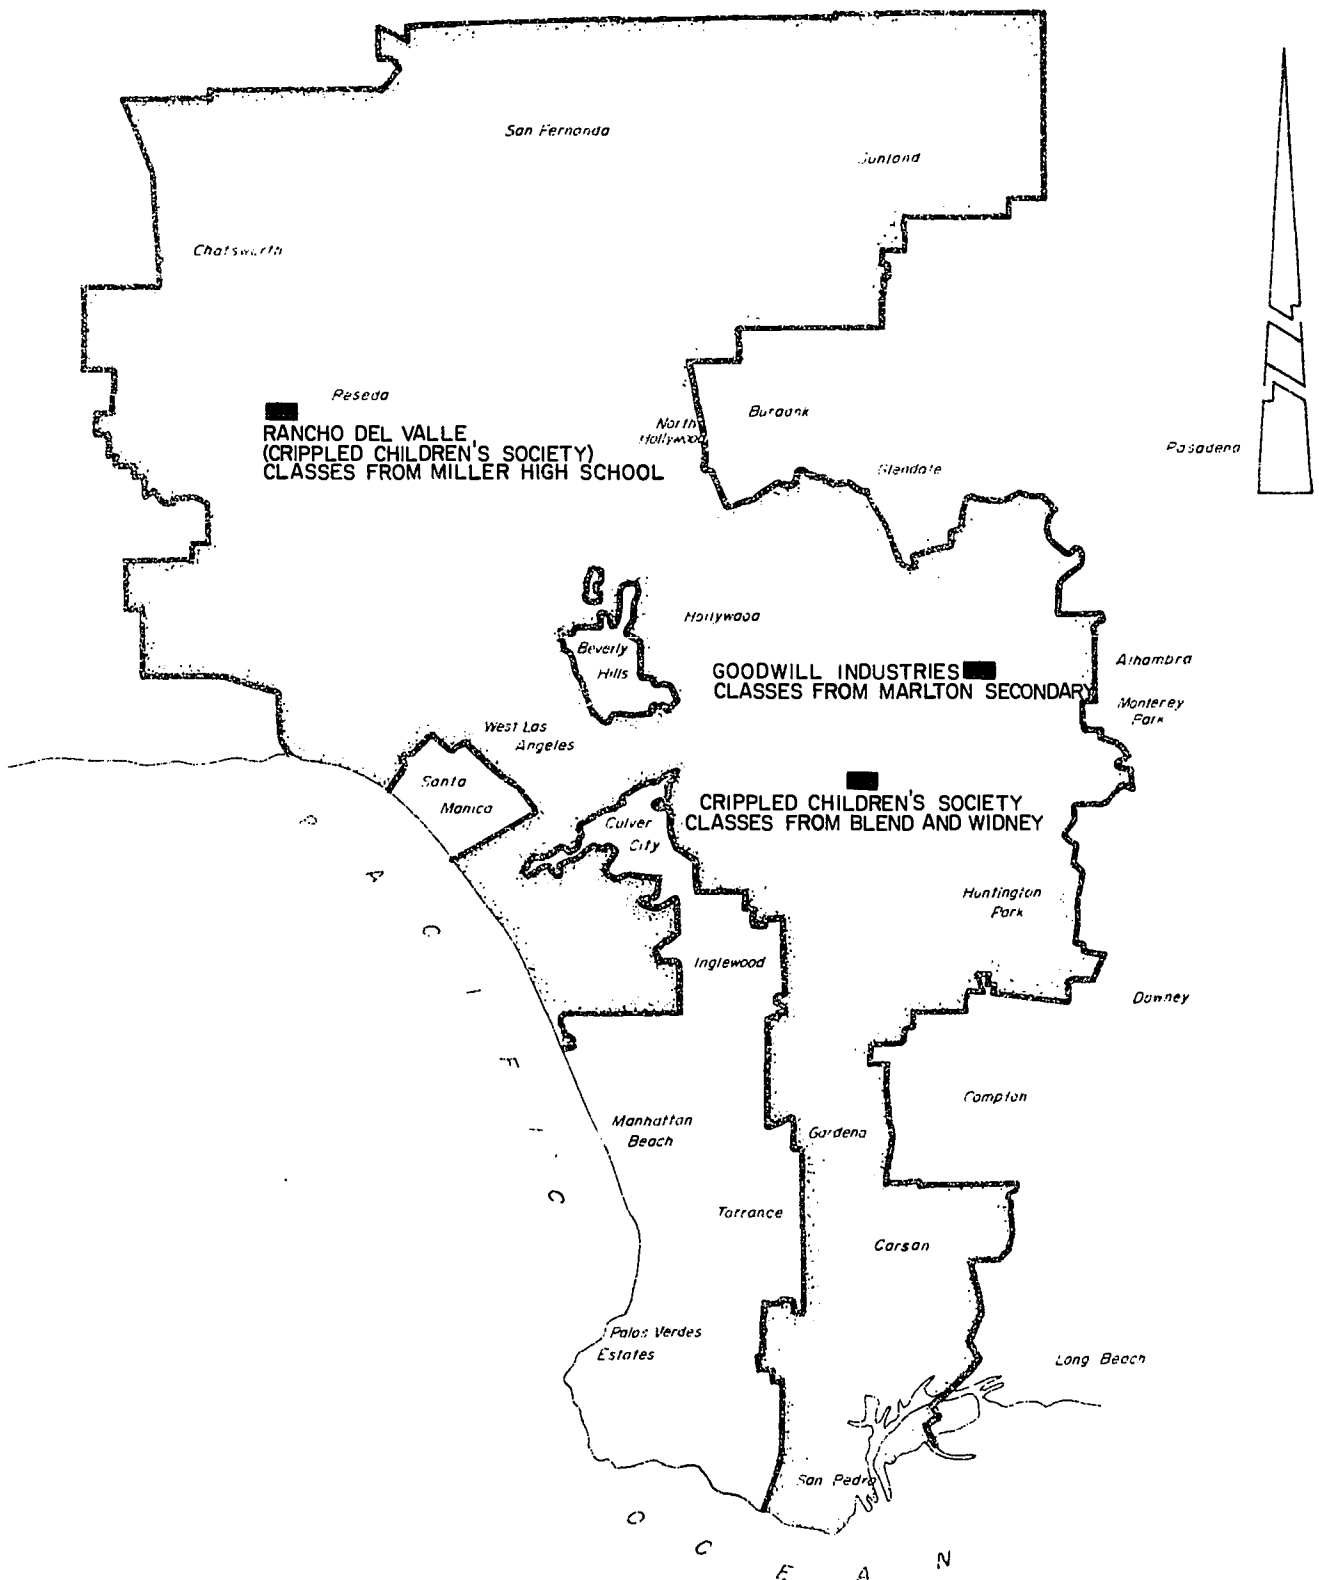 San Fernando
Sunland
Chatsworth
Reseda
RANCHO DEL VALLE
(CRIPPLED CHILDREN'S SOCIETY)
CLASSES FROM MILLER HIGH SCHOOL
North
Hollywood
Burbank
Glendale
Pasadena
Hollywood
Beverly
Hills
GOODWILL INDUSTRIES
CLASSES FROM MARLTON SECONDARY
Alhambra
Monterey
Park
West Los
Angeles
Santa
Monica
CRIPPLED CHILDREN'S SOCIETY
CLASSES FROM BLEND AND WIDNEY
Culver
City
Huntington
Park
Inglewood
Downey
Compton
Manhattan
Beach
Gardena
Torrance
Carson
Palos Verdes
Estates
Long Beach
San Pedro
PACIFIC
OCEAN